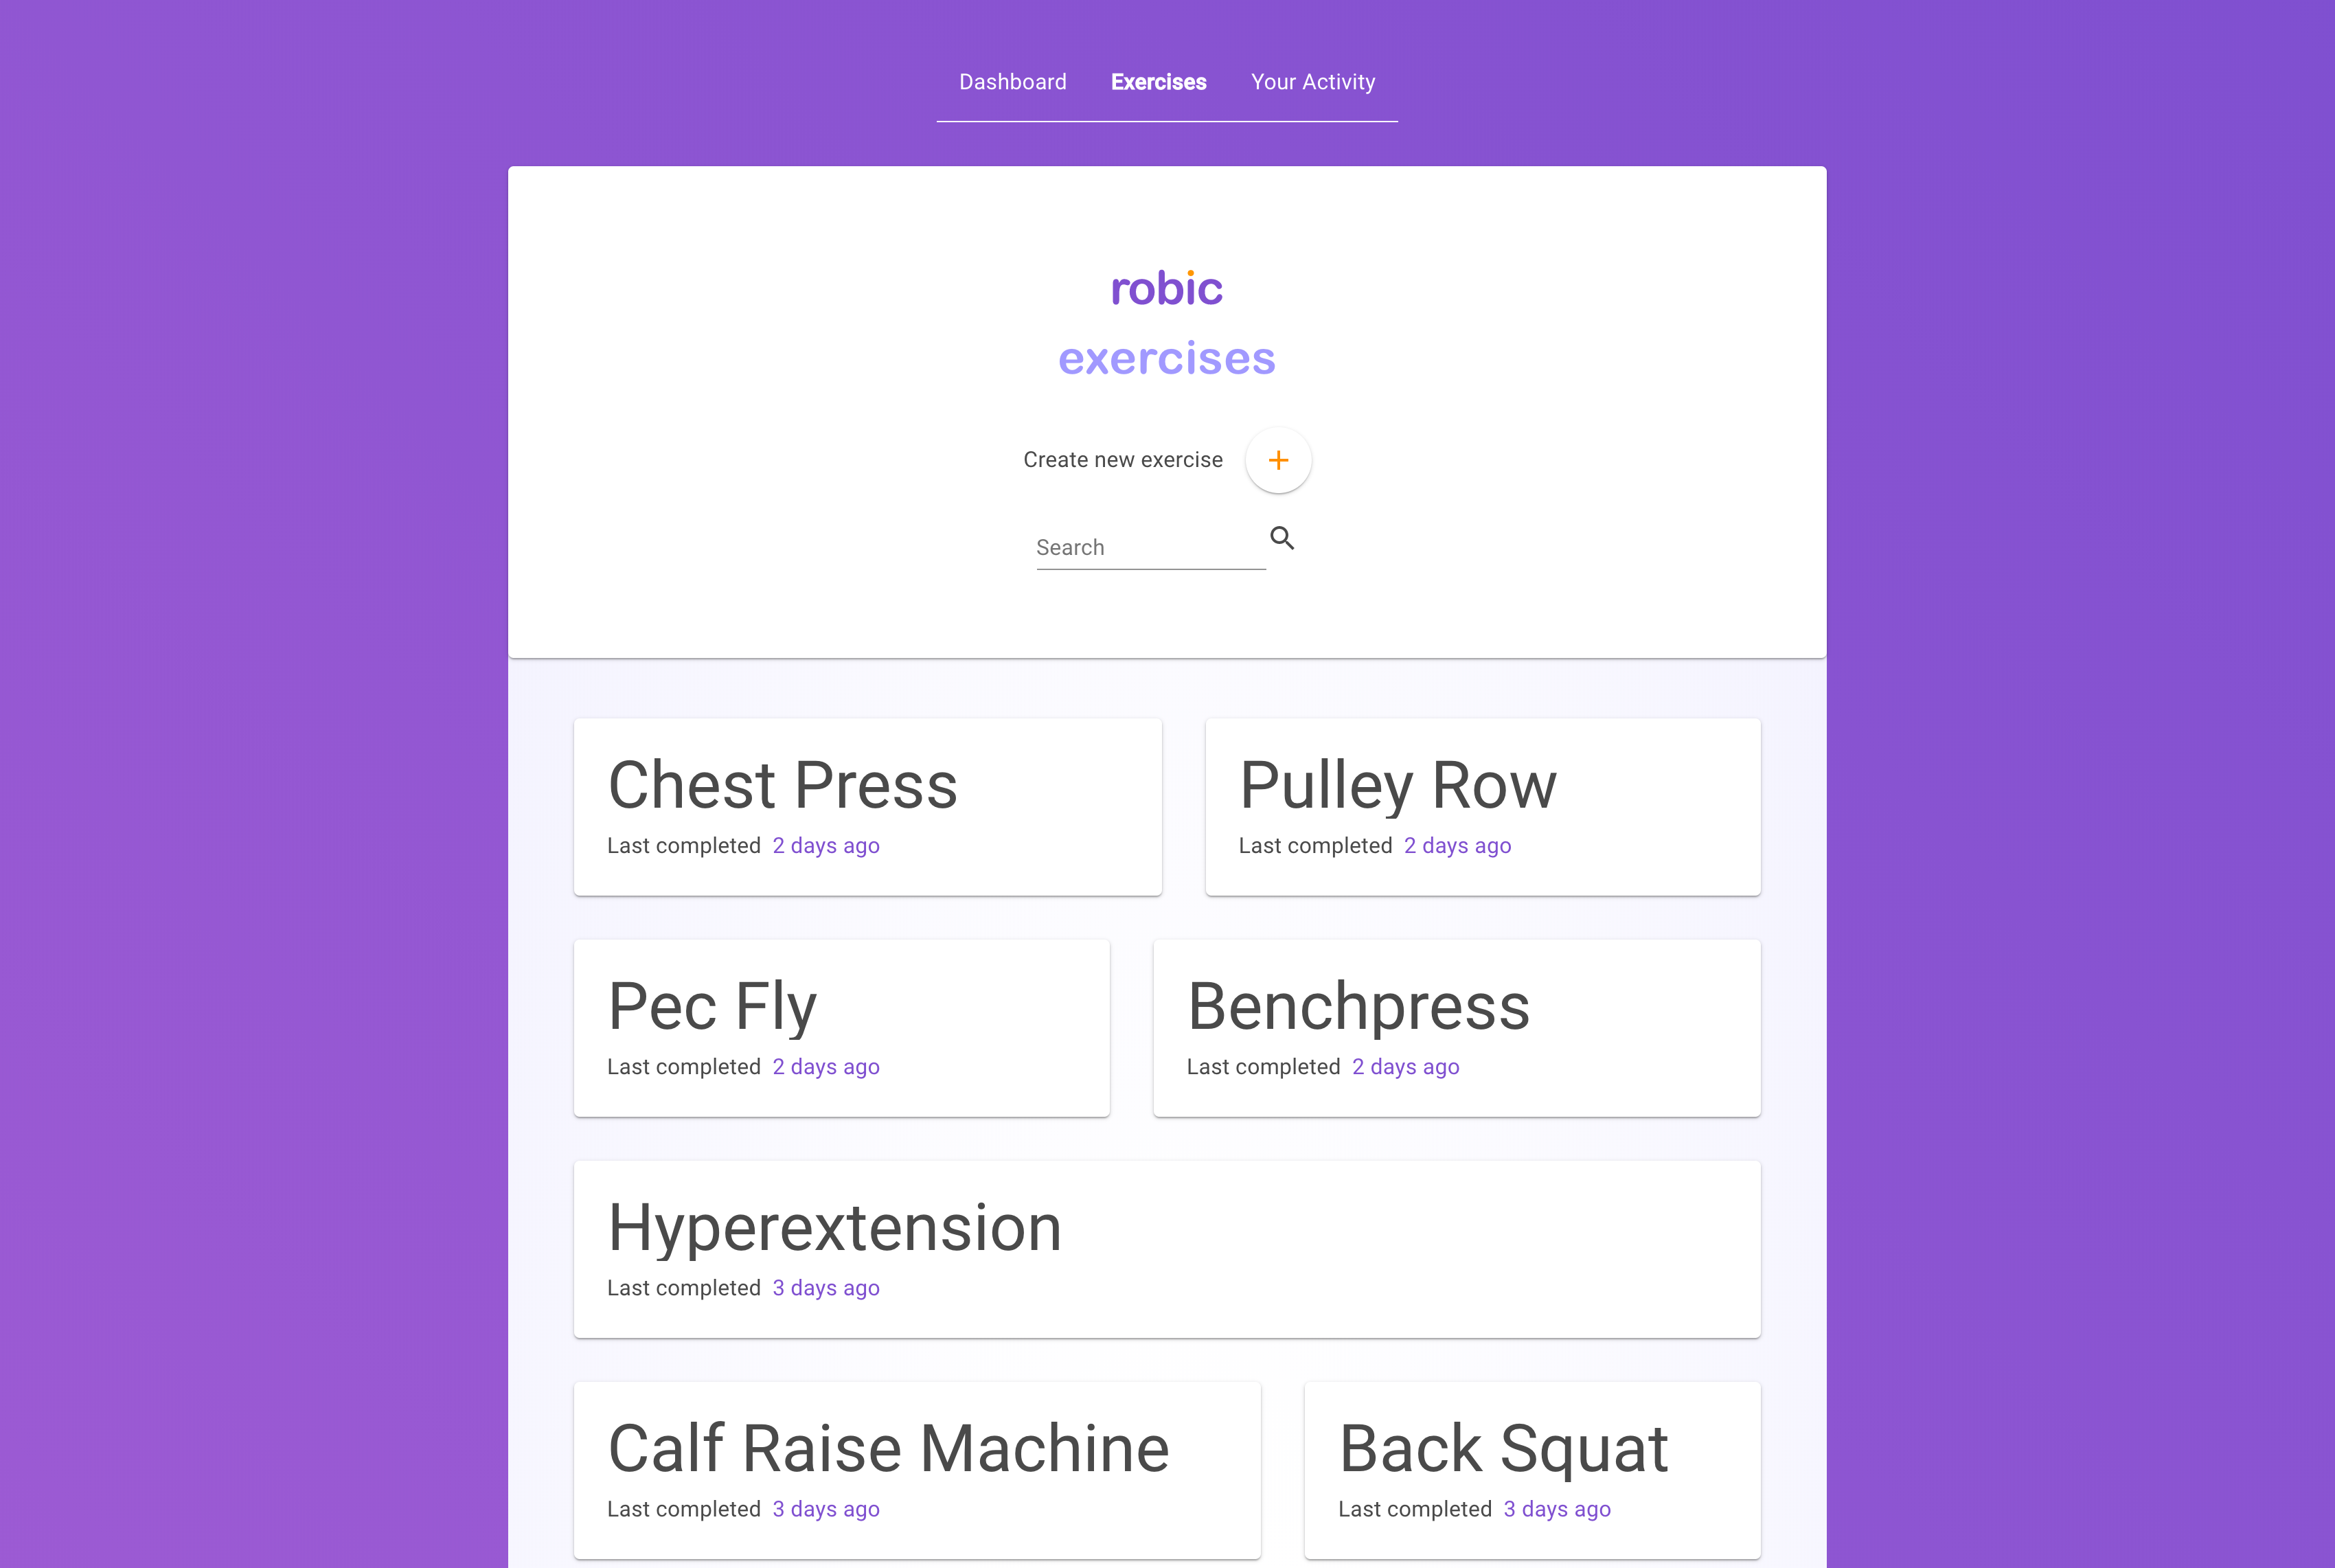 Dashboard Exercises Your Activity
robic
exercises
Create new exercise +
Search
Chest Press
Last completed 2 days ago
Pulley Row
Last completed 2 days ago
Pec Fly
Last completed 2 days ago
Benchpress
Last completed 2 days ago
Hyperextension
Last completed 3 days ago
Calf Raise Machine
Last completed 3 days ago
Back Squat
Last completed 3 days ago